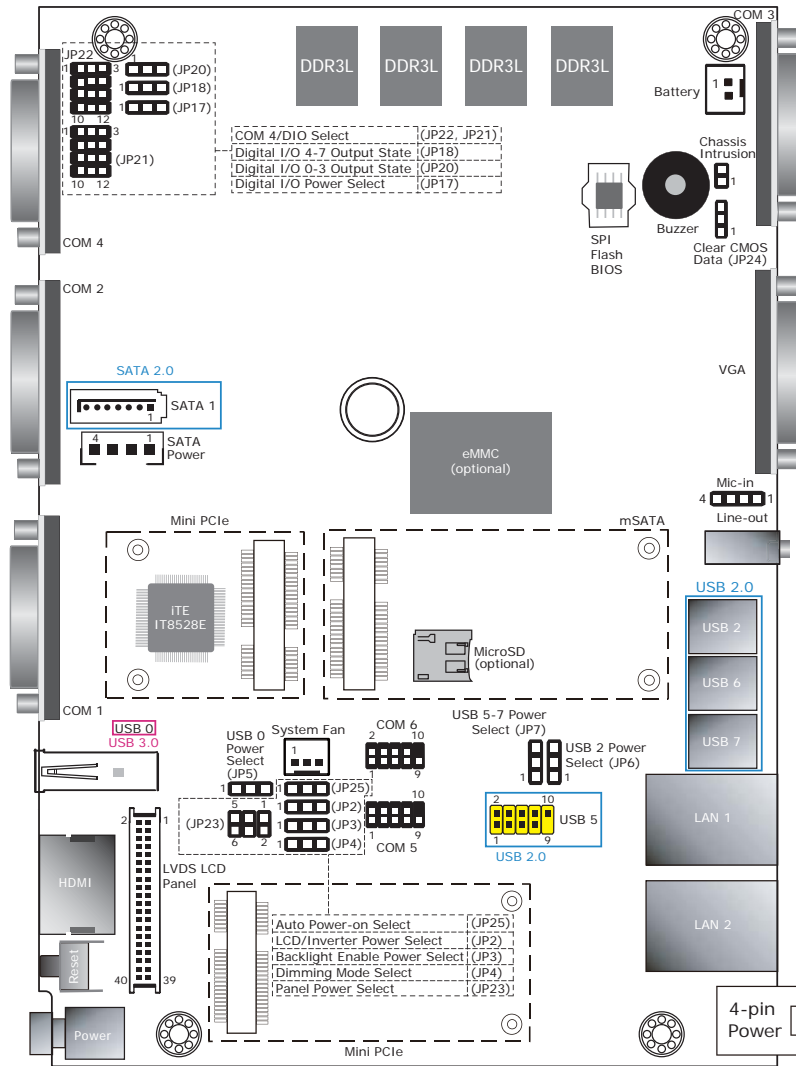 COM 3
JP22
1
3
1
(JP20)
1
(JP18)
1
(JP17)
10 12
1
3
(JP21)
10 12
COM 4
DDR3L
DDR3L
DDR3L
DDR3L
Battery
1
COM 4/DIO Select (JP22, JP21)
Digital I/O 4-7 Output State (JP18)
Digital I/O 0-3 Output State (JP20)
Digital I/O Power Select (JP17)
Chassis
Intrusion
1
Buzzer
SPI
Flash
BIOS
1
Clear CMOS
Data (JP24)
COM 2
SATA 2.0
SATA 1
1
4
1
SATA
Power
VGA
eMMC
(optional)
Mic-in
4
1
Line-out
Mini PCIe
mSATA
iTE
IT8528E
MicroSD
(optional)
USB 2.0
USB 2
USB 6
USB 7
COM 1
USB 0
USB 3.0
USB 0
Power
Select
(JP5)
1
System Fan
1
COM 6
2
10
1
9
USB 5-7 Power
Select (JP7)
USB 2 Power
Select (JP6)
1
1
1
(JP25)
1
(JP2)
1
(JP3)
1
(JP4)
5
1
(JP23)
6
2
10
1
9
COM 5
2
10
USB 5
1
9
USB 2.0
LAN 1
LAN 2
HDMI
2
1
LVDS LCD
Panel
40
39
Reset
Power
Auto Power-on Select (JP25)
LCD/Inverter Power Select (JP2)
Backlight Enable Power Select (JP3)
Dimming Mode Select (JP4)
Panel Power Select (JP23)
Mini PCIe
4-pin
Power